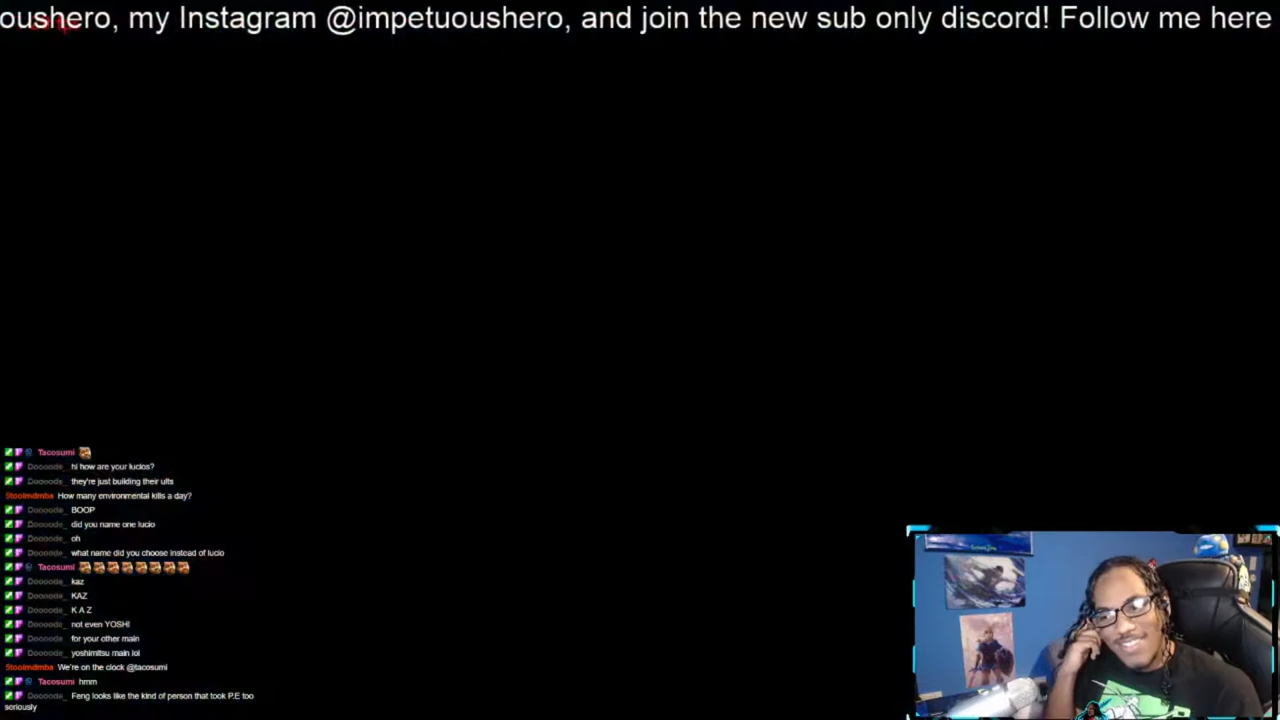 oushero, my Instagram @impetuoushero, and join the new sub only discord! Follow me here
Tacosumi
Doooode_ hi how are your lucios?
Doooode_ they're just building their ults
Stoolmdmba How many environmental kills a day?
Doooode_ BOOP
Doooode_ did you name one lucio
Doooode_ oh
Doooode_ what name did you choose instead of lucio
Tacosumi
Doooode_ kaz
Doooode_ KAZ
Doooode_ K A Z
Doooode_ not even YOSHI
Doooode_ for your other main
Doooode_ yoshimitsu main lol
Stoolmdmba We're on the clock @tacosumi
Tacosumi hmm
Doooode_ Feng looks like the kind of person that took P.E too
seriously